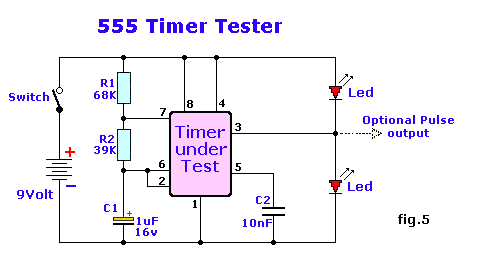 555 Timer Tester
R1
68K
8
4
Switch
7
Led
Timer
under
Test
3
Optional Pulse
output
R2
39K
+
6
2
5
Led
9Volt
–
C1
+
1uF
16v
1
C2
10nF
fig.5